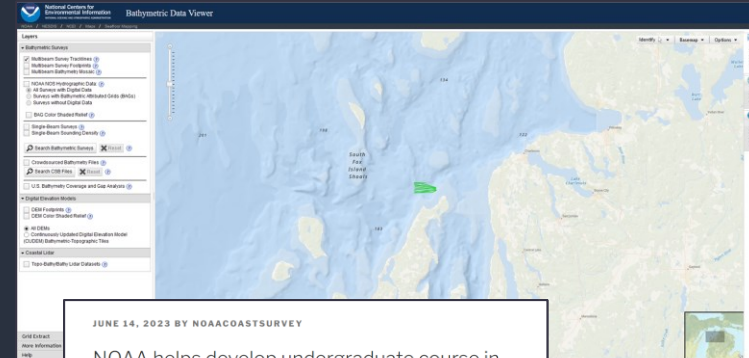 National Centers for
Environmental Information
Bathymetric Data Viewer
Layers
Bathymetric Surveys
Multibeam Survey Tracklines
Multibeam Survey Footprints
Multibeam Bathymetry Mosaic
NOAA NOS Hydrographic Data
All Surveys with Digital Data
Surveys with Bathymetric Attributed Grids (BAGs)
Surveys without Digital Data
BAG Color Shaded Relief
Single-Beam Surveys
Single-Beam Sounding Density
Search Bathymetric Surveys Reset
Crowdsourced Bathymetry Files
Search CSB Files Reset
U.S. Bathymetry Coverage and Gap Analysis
Digital Elevation Models
DEM Footprints
DEM Color Shaded Relief
All DEMs
Continuously Updated Digital Elevation Model
(CUDEM) Bathymetric-Topographic Tiles
Coastal Lidar
Topo-Bathy/Bathy Lidar Datasets
Grid Extract
More Information
Help
Identify
Basemap
Options
South
Fox
Island
Shoals
JUNE 14, 2023 BY NOAACOASTSURVEY
NOAA helps develop undergraduate course in